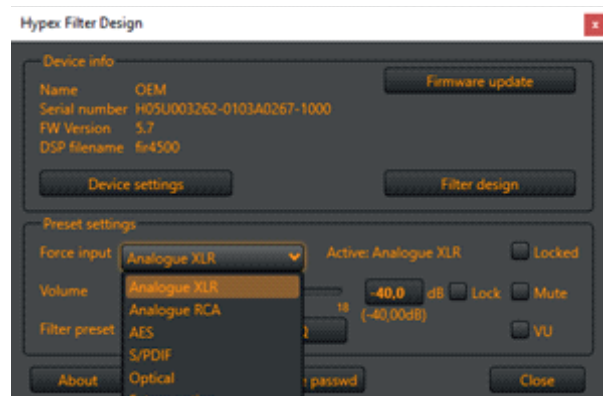 Hypex Filter Design
x
Device info
Name OEM
Serial number H05U003262-0103A0267-1000
FW Version 5.7
DSP filename fir4500
Firmware update
Device settings
Filter design
Preset settings
Force input Analogue XLR Active: Analogue XLR Locked
Analogue XLR
Volume -40,0 dB Lock Mute
Analogue RCA
18 (-40,00dB)
Filter preset AES VU
S/PDIF
About Optical passwd Close